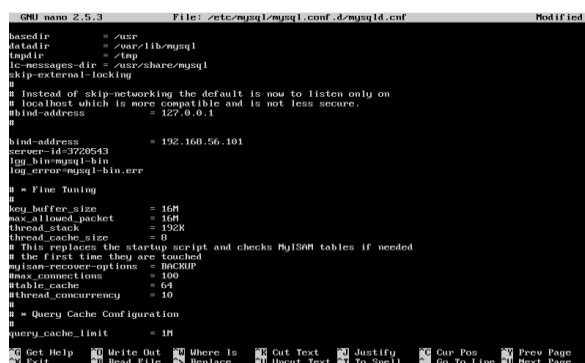 GNU nano 2.5.3 File: /etc/mysql/mysql.conf.d/mysqld.cnf Modified
basedir = /usr
datadir = /var/lib/mysql
tmpdir = /tmp
lc-messages-dir = /usr/share/mysql
skip-external-locking
#
# Instead of skip-networking the default is now to listen only on
# localhost which is more compatible and is not less secure.
#bind-address = 127.0.0.1
#
bind-address = 192.168.56.101
server-id=3720543
log_bin=mysql-bin
log_error=mysql-bin.err
# * Fine Tuning
#
key_buffer_size = 16M
max_allowed_packet = 16M
thread_stack = 192K
thread_cache_size = 8
# This replaces the startup script and checks MyISAM tables if needed
# the first time they are touched
myisam-recover-options = BACKUP
#max_connections = 100
#table_cache = 64
#thread_concurrency = 10
#
# * Query Cache Configuration
#
query_cache_limit = 1M
^G Get Help ^O Write Out ^W Where Is ^K Cut Text ^J Justify ^C Cur Pos ^Y Prev Page
^X Exit ^R Read File ^\ Replace ^U Uncut Text ^T To Spell ^_ Go To Line ^V Next Page